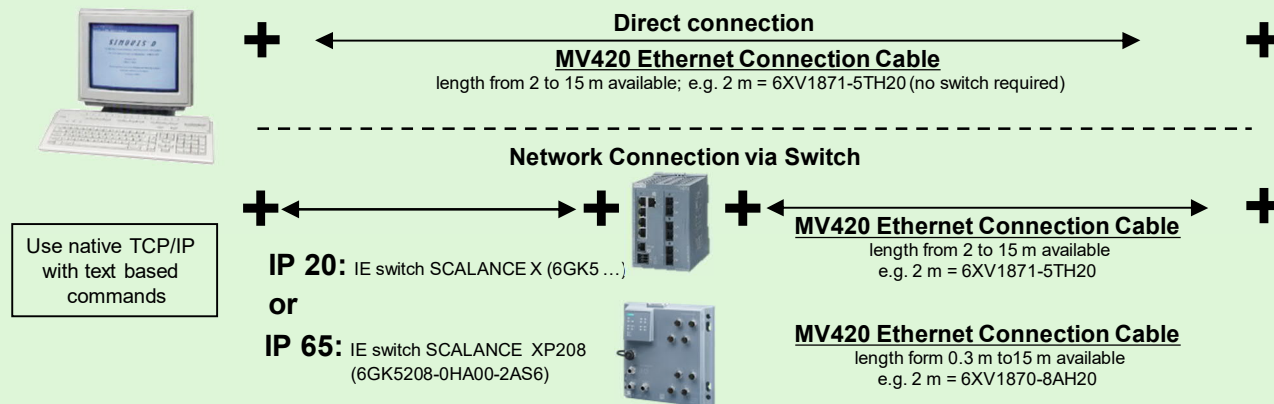 Direct connection
MV420 Ethernet Connection Cable
length from 2 to 15 m available; e.g. 2 m = 6XV1871-5TH20 (no switch required)
SIMOVIS D
Network Connection via Switch
Use native TCP/IP
with text based
commands
IP 20: IE switch SCALANCE X (6GK5 …)
or
IP 65: IE switch SCALANCE XP208
(6GK5208-0HA00-2AS6)
MV420 Ethernet Connection Cable
length from 2 to 15 m available
e.g. 2 m = 6XV1871-5TH20
MV420 Ethernet Connection Cable
length form 0.3 m to15 m available
e.g. 2 m = 6XV1870-8AH20